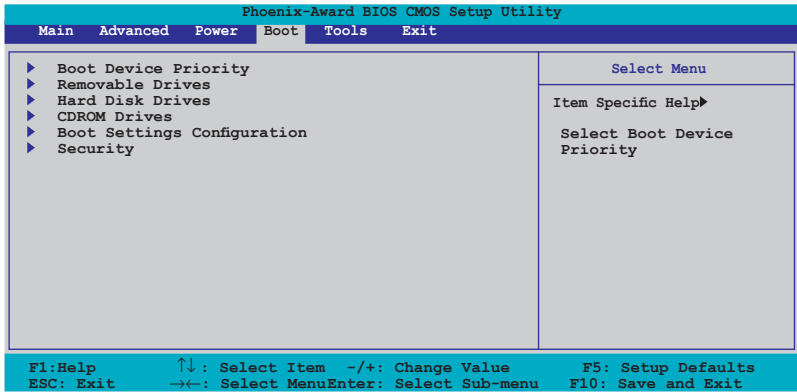 Phoenix-Award BIOS CMOS Setup Utility
Main Advanced Power Boot Tools Exit
Boot Device Priority
Removable Drives
Hard Disk Drives
CDROM Drives
Boot Settings Configuration
Security
Select Menu
Item Specific Help
Select Boot Device
Priority
F1:Help ↑↓: Select Item -/+: Change Value F5: Setup Defaults
ESC: Exit →←: Select Menu Enter: Select Sub-menu F10: Save and Exit